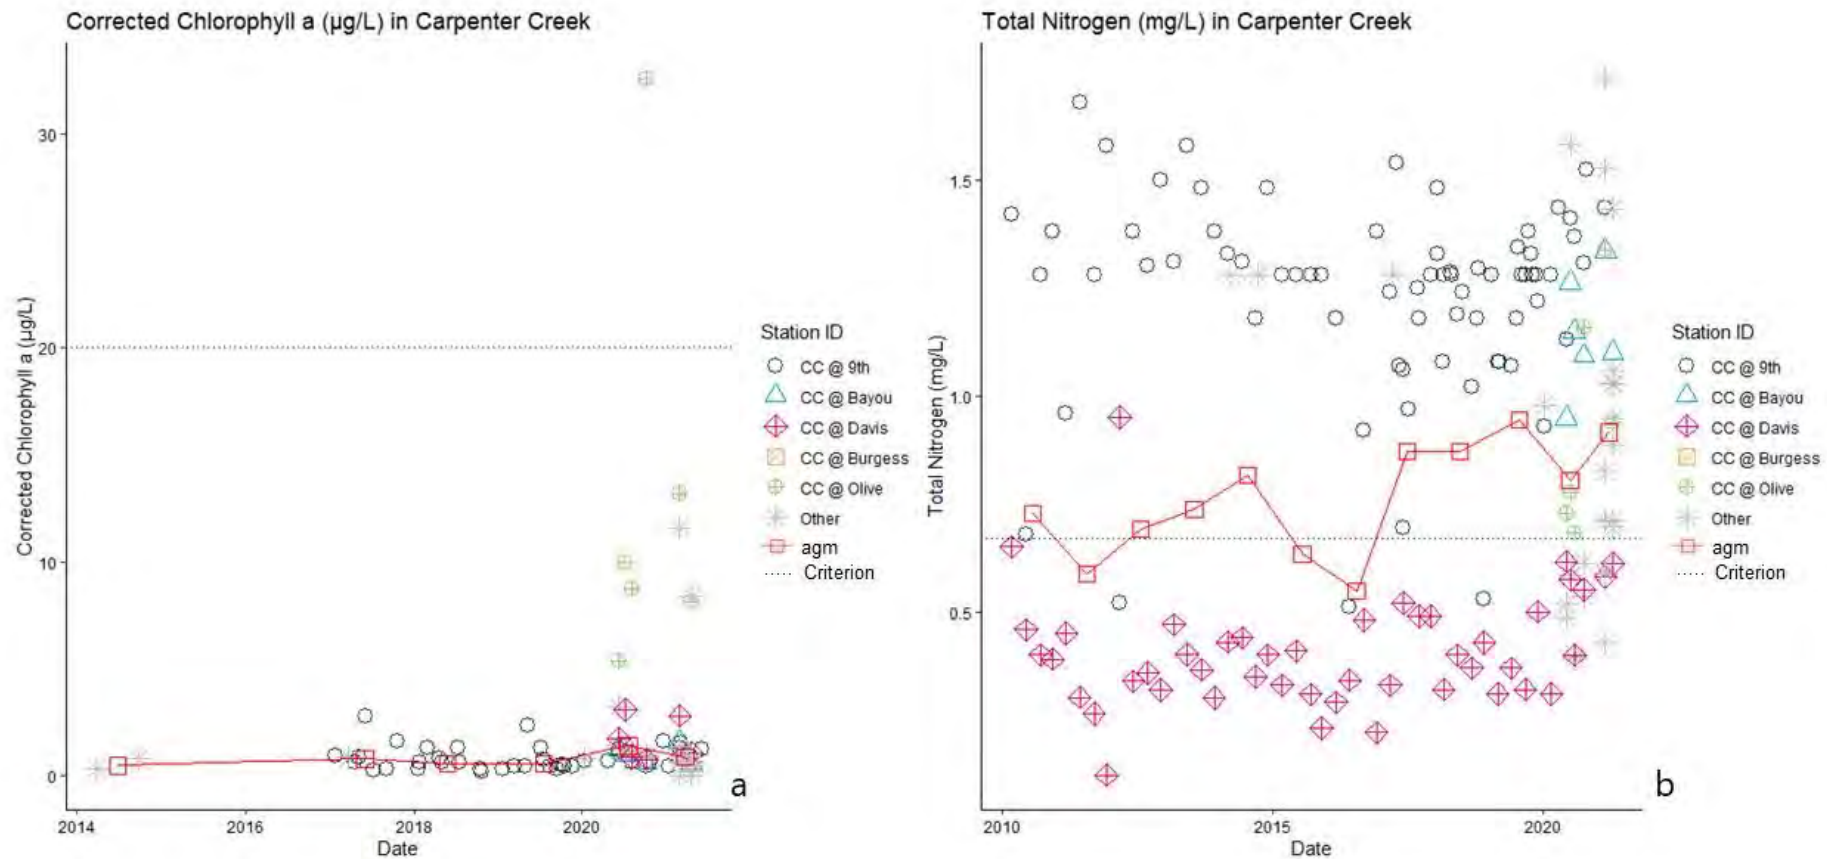 Corrected Chlorophyll a (µg/L) in Carpenter Creek
Corrected Chlorophyll a (µg/L)
30
20
10
0
2014
2016
2018
2020
Date
Station ID
CC @ 9th
CC @ Bayou
CC @ Davis
CC @ Burgess
CC @ Olive
Other
agm
Criterion
a
Total Nitrogen (mg/L) in Carpenter Creek
Total Nitrogen (mg/L)
1.5
1.0
0.5
2010
2015
2020
Date
Station ID
CC @ 9th
CC @ Bayou
CC @ Davis
CC @ Burgess
CC @ Olive
Other
agm
Criterion
b